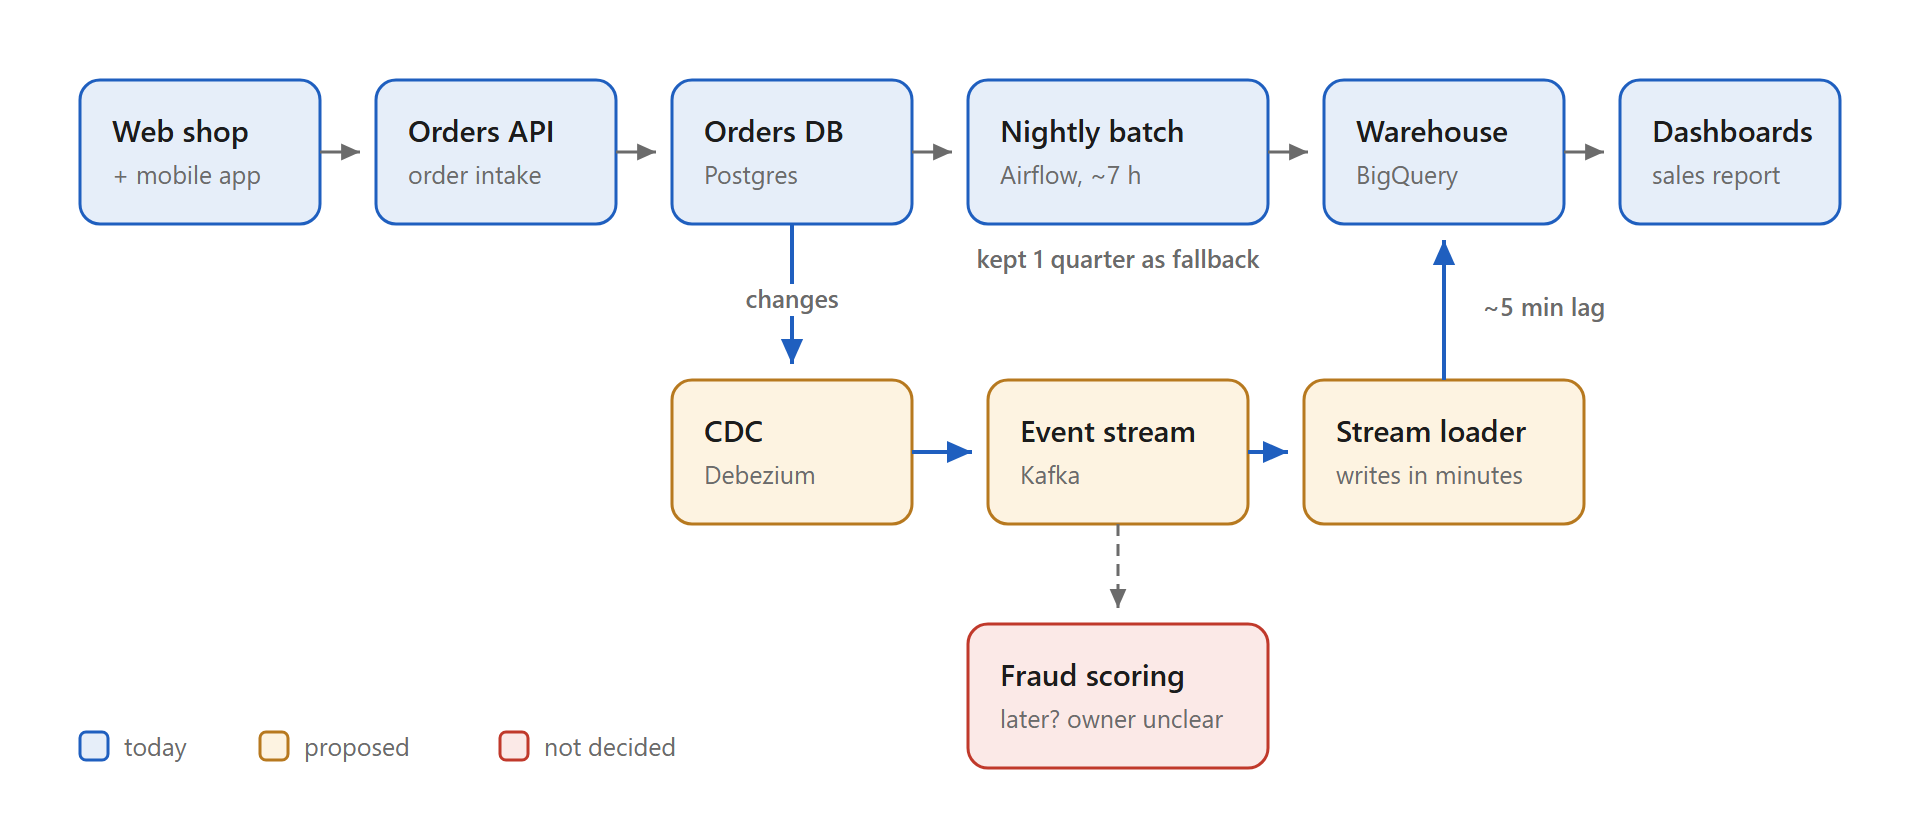 Web shop
+ mobile app
Orders API
order intake
Orders DB
Postgres
Nightly batch
Airflow, ~7 h
Warehouse
BigQuery
Dashboards
sales report
kept 1 quarter as fallback
changes
~5 min lag
CDC
Debezium
Event stream
Kafka
Stream loader
writes in minutes
Fraud scoring
later? owner unclear
today
proposed
not decided